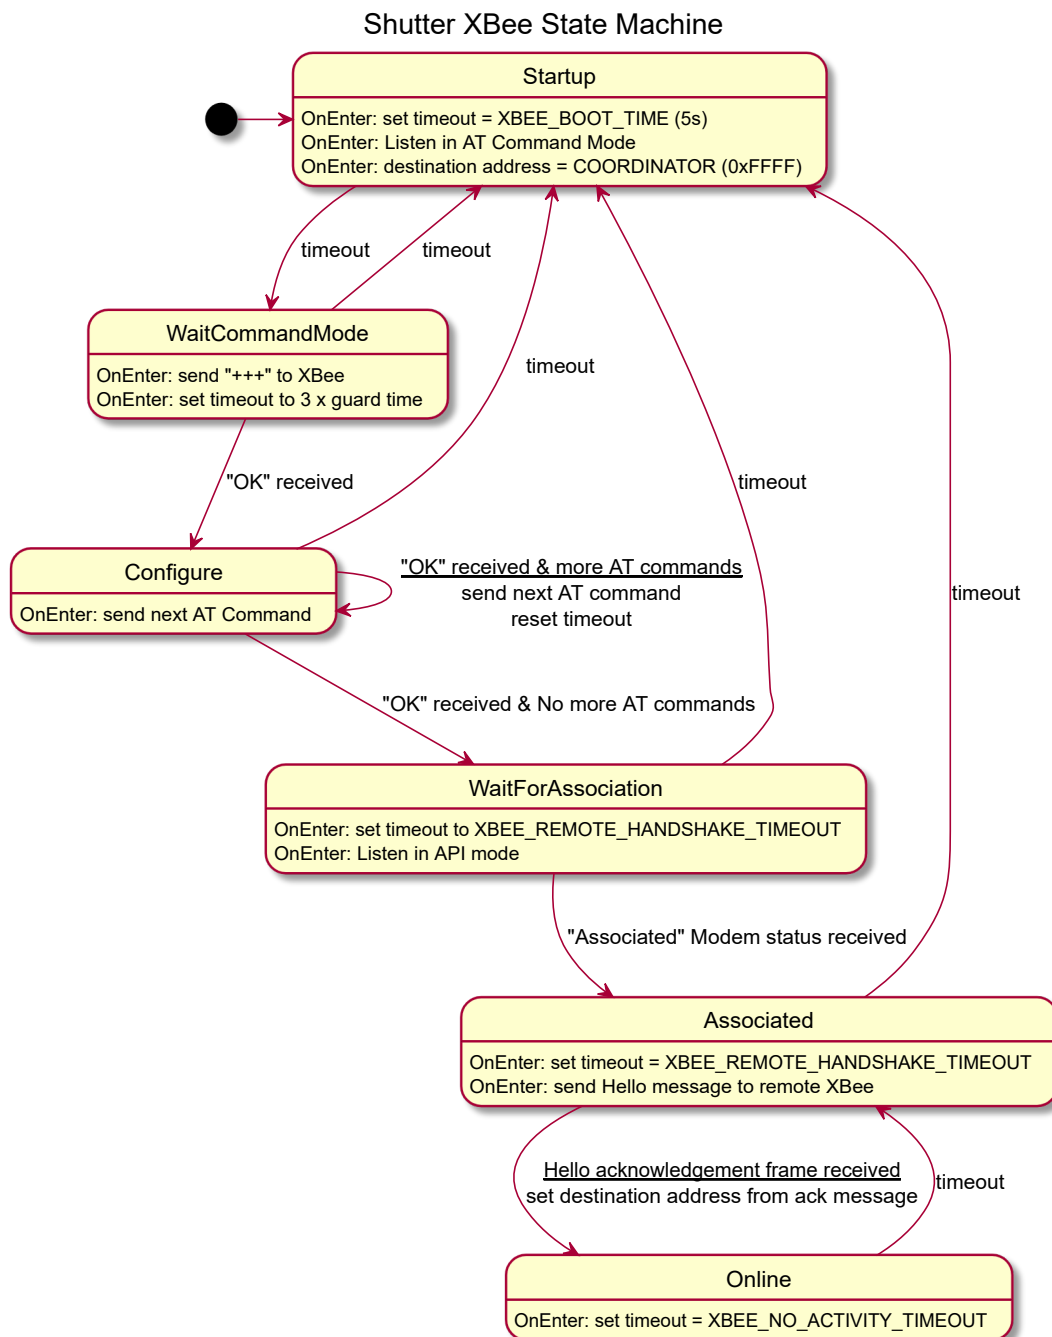 Shutter XBee State Machine
Startup
OnEnter: set timeout = XBEE_BOOT_TIME (5s)
OnEnter: Listen in AT Command Mode
OnEnter: destination address = COORDINATOR (0xFFFF)
timeout
timeout
WaitCommandMode
OnEnter: send "+++" to XBee
OnEnter: set timeout to 3 x guard time
timeout
"OK" received
timeout
Configure
OnEnter: send next AT Command
"OK" received & more AT commands
send next AT command
reset timeout
timeout
"OK" received & No more AT commands
WaitForAssociation
OnEnter: set timeout to XBEE_REMOTE_HANDSHAKE_TIMEOUT
OnEnter: Listen in API mode
"Associated" Modem status received
Associated
OnEnter: set timeout = XBEE_REMOTE_HANDSHAKE_TIMEOUT
OnEnter: send Hello message to remote XBee
Hello acknowledgement frame received
set destination address from ack message
timeout
Online
OnEnter: set timeout = XBEE_NO_ACTIVITY_TIMEOUT